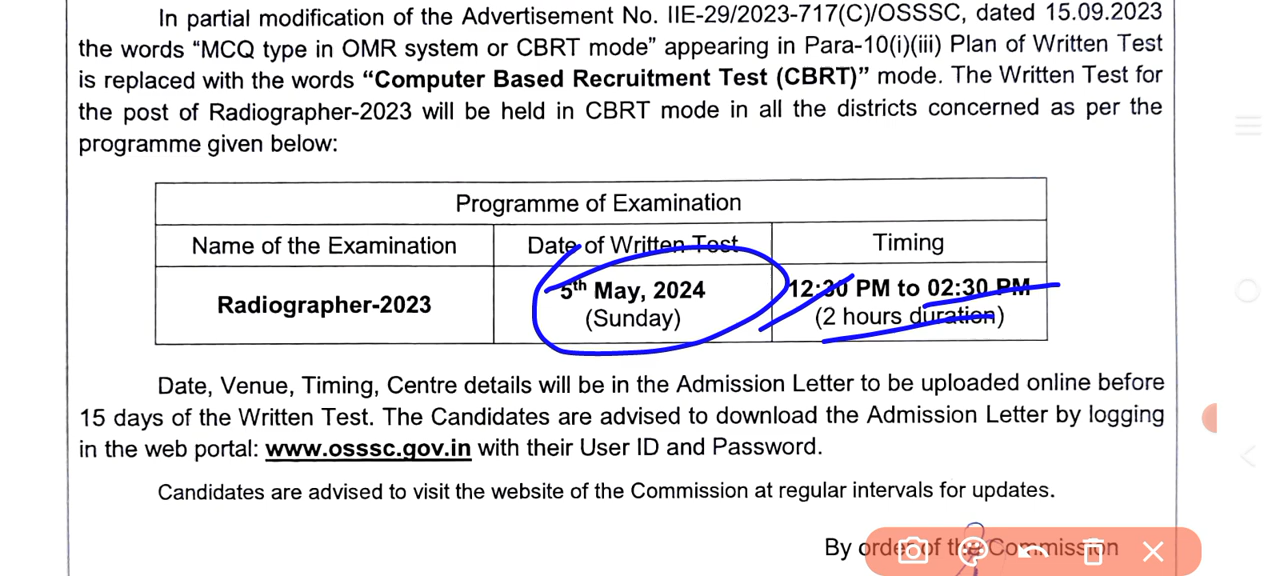 In partial modification of the Advertisement No. IIE-29/2023-717(C)/OSSSC, dated 15.09.2023
the words “MCQ type in OMR system or CBRT mode” appearing in Para-10(i)(iii) Plan of Written Test
is replaced with the words “Computer Based Recruitment Test (CBRT)” mode. The Written Test for
the post of Radiographer-2023 will be held in CBRT mode in all the districts concerned as per the
programme given below:
Programme of Examination
Name of the Examination Date of Written Test Timing
Radiographer-2023 5th May, 2024 (Sunday) 12:30 PM to 02:30 PM (2 hours duration)
Date, Venue, Timing, Centre details will be in the Admission Letter to be uploaded online before
15 days of the Written Test. The Candidates are advised to download the Admission Letter by logging
in the web portal: www.osssc.gov.in with their User ID and Password.
Candidates are advised to visit the website of the Commission at regular intervals for updates.
By order of the Commission